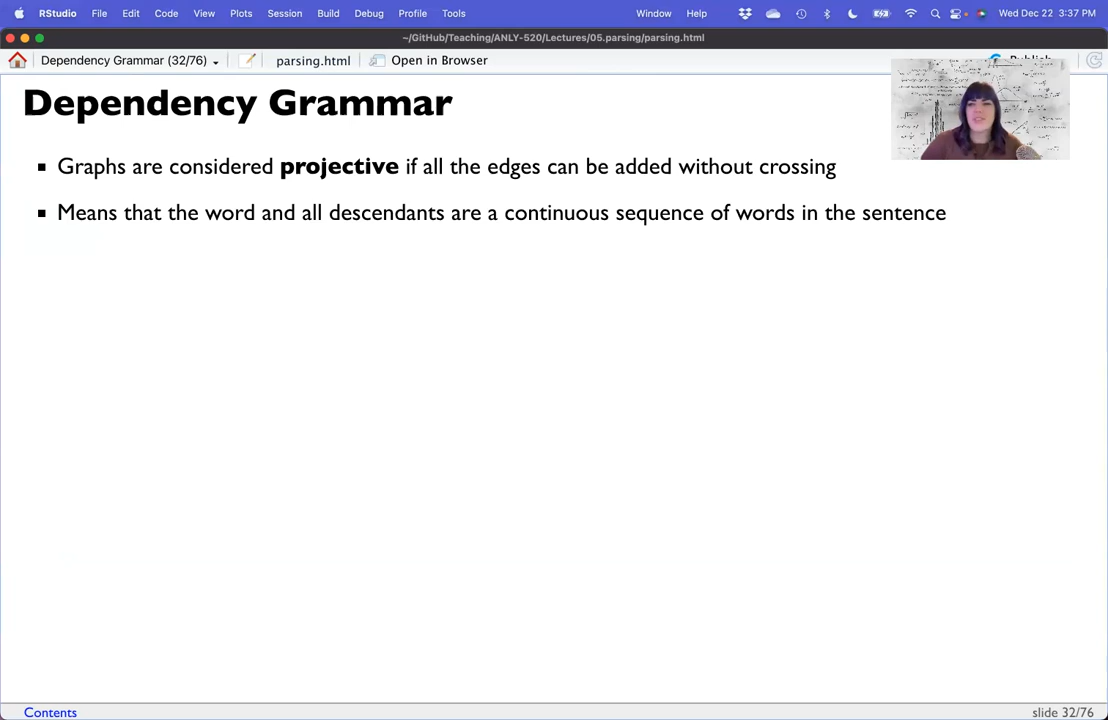 RStudio File Edit Code View Plots Session Build Debug Profile Tools Window Help Wed Dec 22 3:37 PM
~/GitHub/Teaching/ANLY-520/Lectures/05.parsing/parsing.html
Dependency Grammar (32/76) parsing.html Open in Browser Publish
Dependency Grammar
Graphs are considered projective if all the edges can be added without crossing
Means that the word and all descendants are a continuous sequence of words in the sentence
Contents slide 32/76